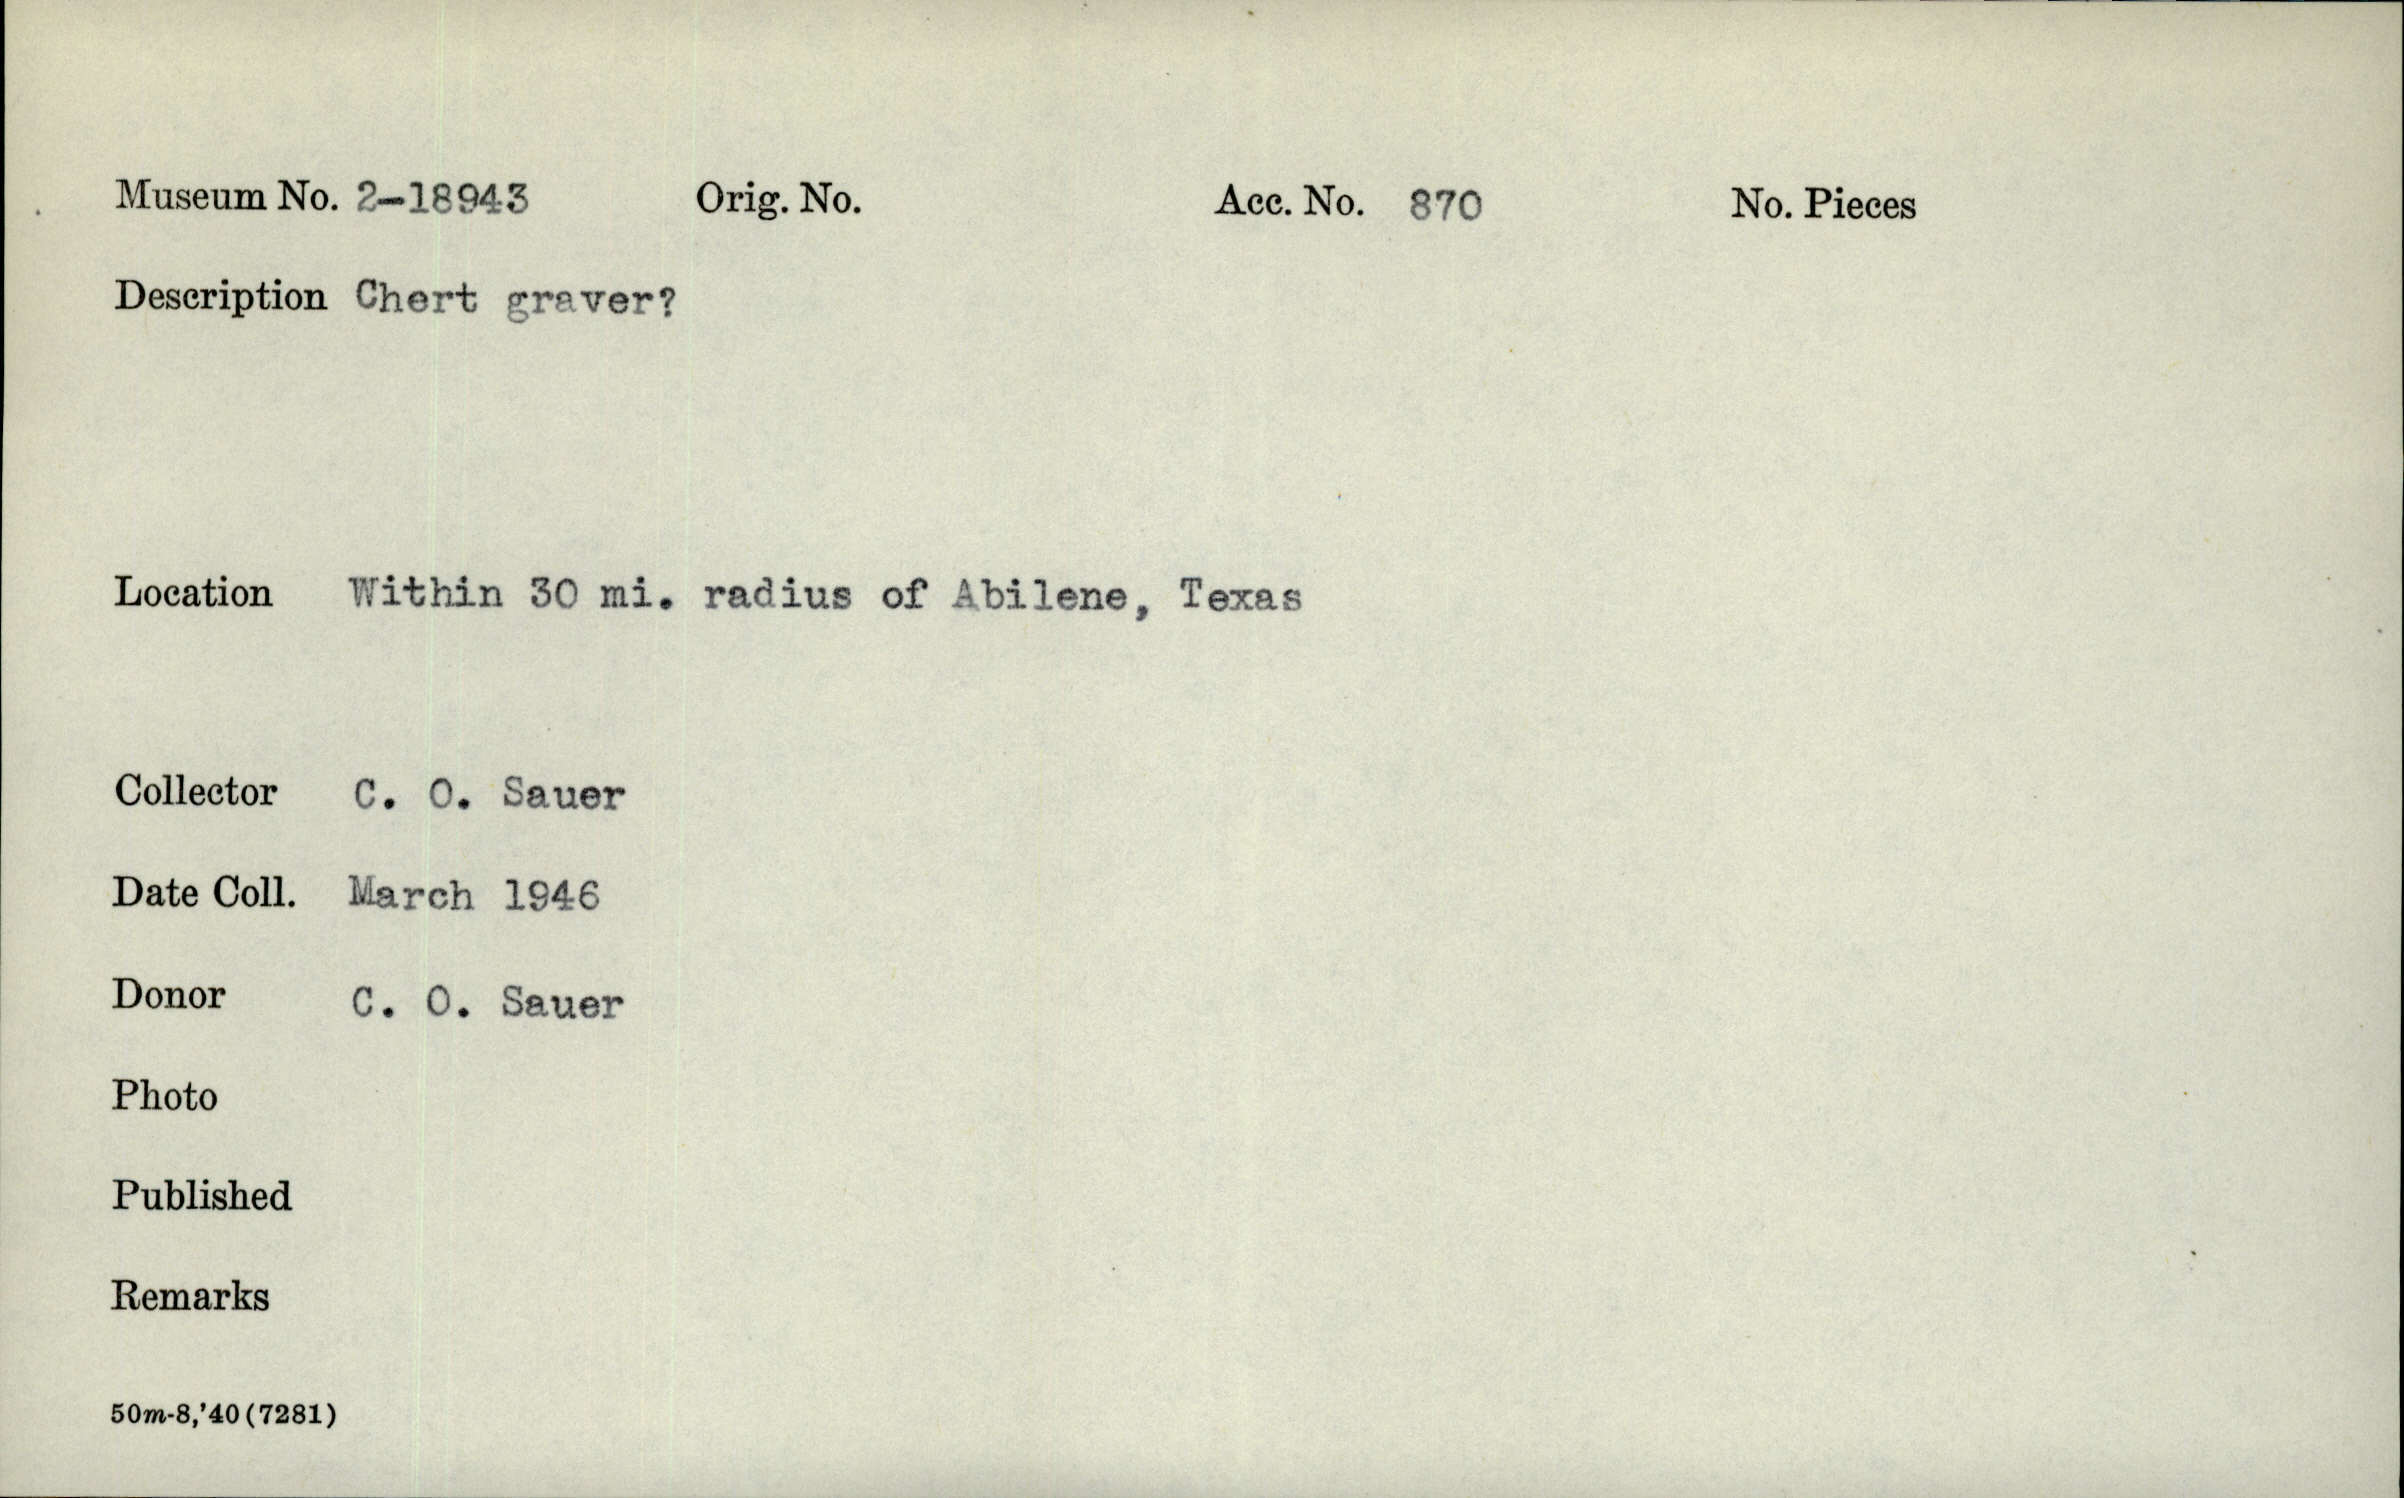 Museum No. 2-18943 Orig. No. Acc. No. 870 No. Pieces
Description Chert graver?
Location Within 30 mi. radius of Abilene, Texas
Collector C. O. Sauer
Date Coll. March 1946
Donor C. O. Sauer
Photo
Published
Remarks
50m-8,'40(7281)